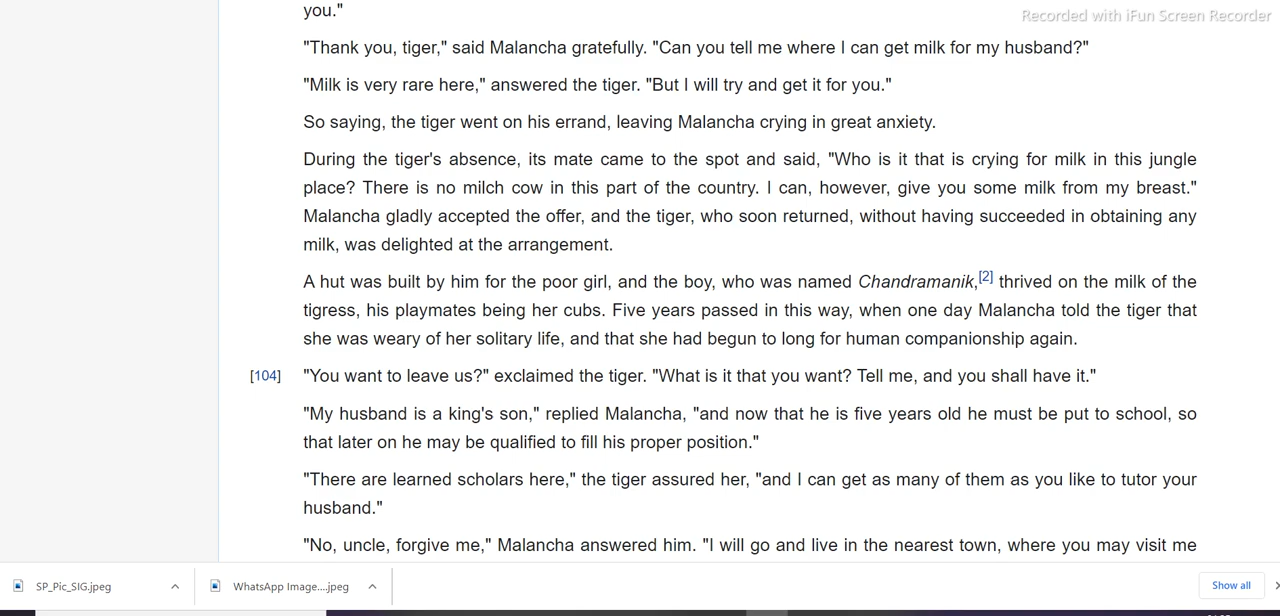 Recorded with iFun Screen Recorder
you."
"Thank you, tiger," said Malancha gratefully. "Can you tell me where I can get milk for my husband?"
"Milk is very rare here," answered the tiger. "But I will try and get it for you."
So saying, the tiger went on his errand, leaving Malancha crying in great anxiety.
During the tiger's absence, its mate came to the spot and said, "Who is it that is crying for milk in this jungle
place? There is no milch cow in this part of the country. I can, however, give you some milk from my breast."
Malancha gladly accepted the offer, and the tiger, who soon returned, without having succeeded in obtaining any
milk, was delighted at the arrangement.
A hut was built by him for the poor girl, and the boy, who was named Chandramanik,[2] thrived on the milk of the
tigress, his playmates being her cubs. Five years passed in this way, when one day Malancha told the tiger that
she was weary of her solitary life, and that she had begun to long for human companionship again.
[104] "You want to leave us?" exclaimed the tiger. "What is it that you want? Tell me, and you shall have it."
"My husband is a king's son," replied Malancha, "and now that he is five years old he must be put to school, so
that later on he may be qualified to fill his proper position."
"There are learned scholars here," the tiger assured her, "and I can get as many of them as you like to tutor your
husband."
"No, uncle, forgive me," Malancha answered him. "I will go and live in the nearest town, where you may visit me
SP_Pic_SIG.jpeg WhatsApp Image....jpeg Show all